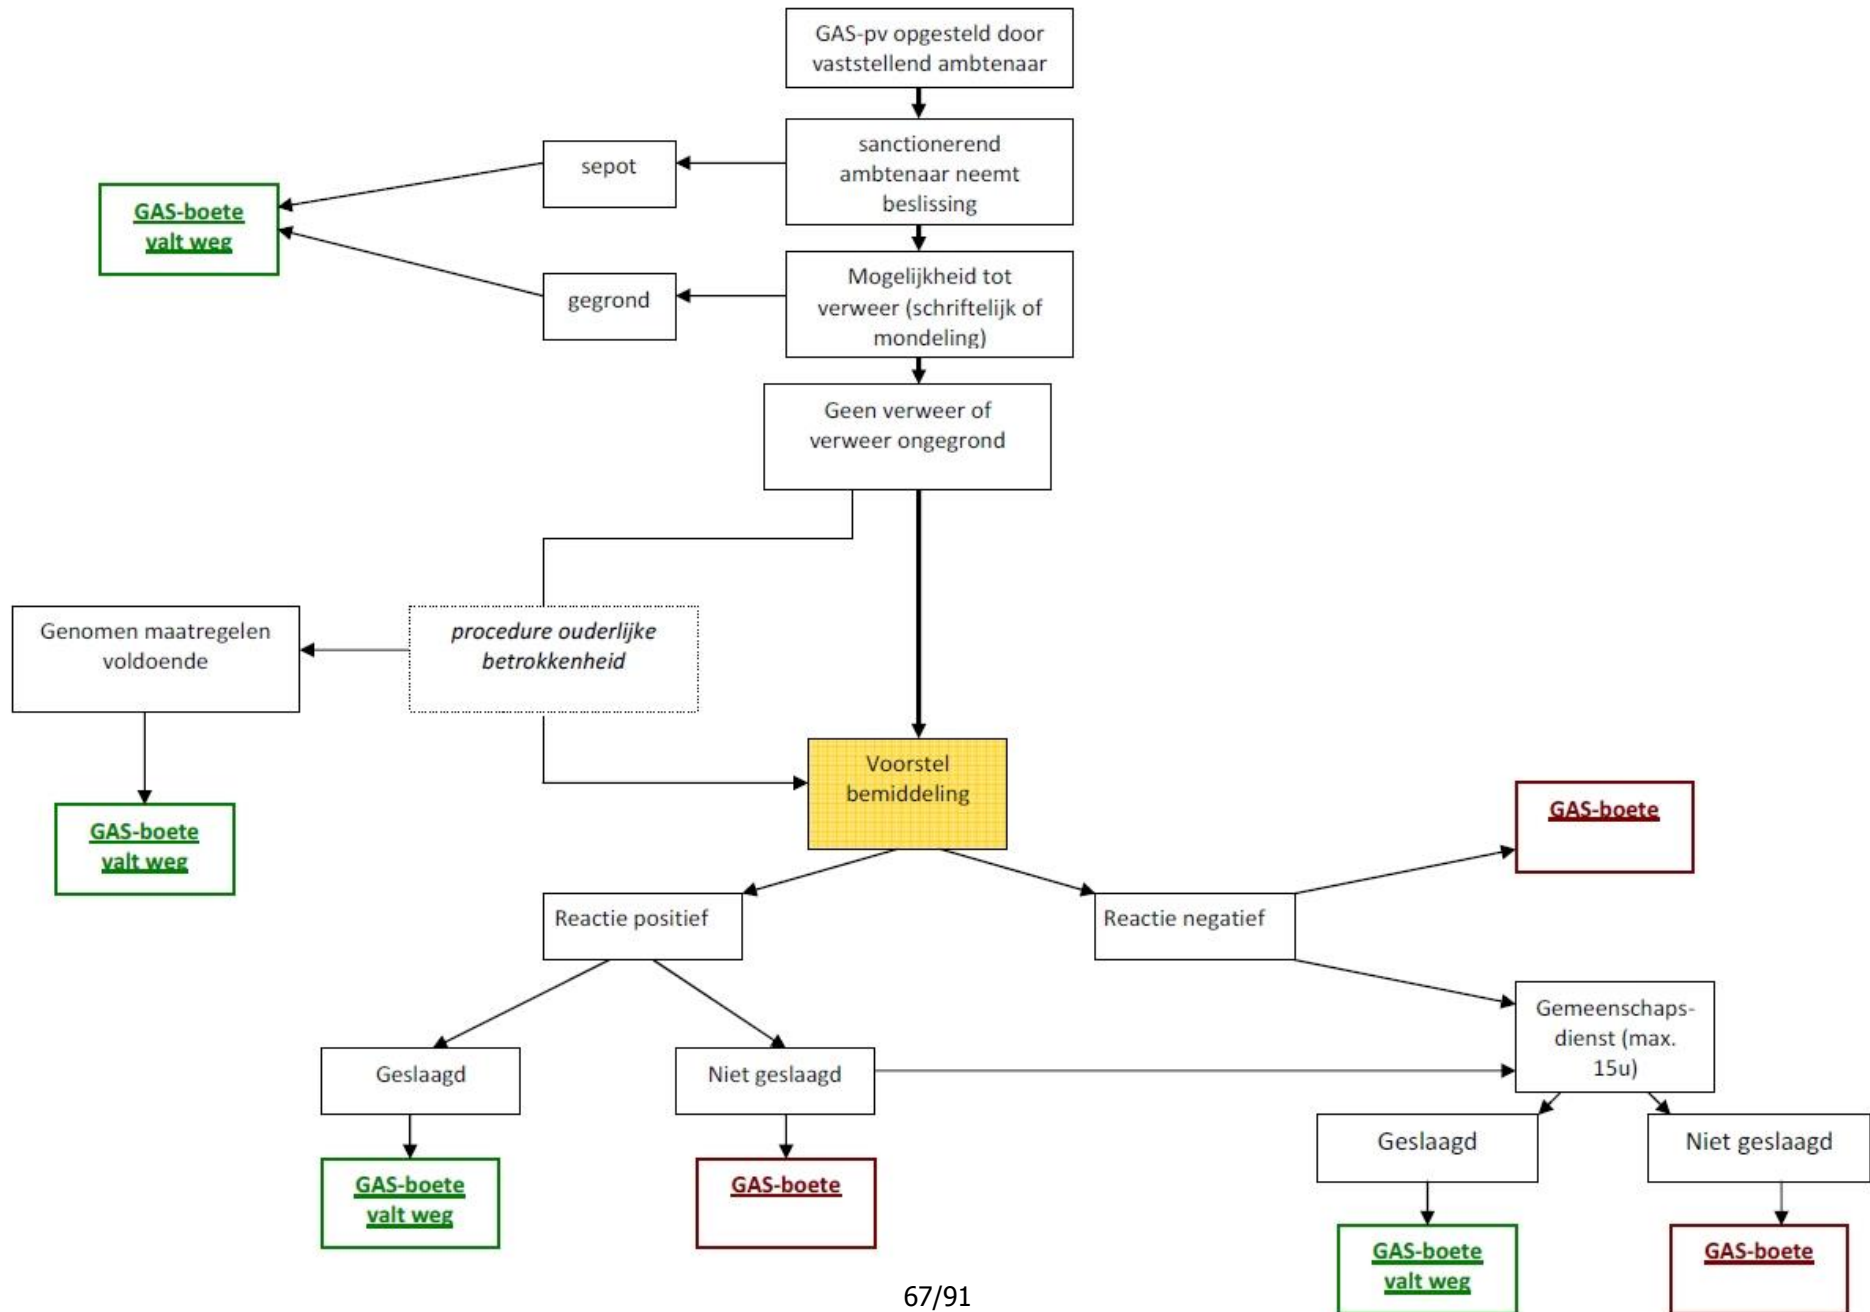 GAS-pv opgesteld door
vaststellend ambtenaar
sanctionerend
ambtenaar neemt
beslissing
sepot
GAS-boete
valt weg
Mogelijkheid tot
verweer (schriftelijk of
mondeling)
gegrond
Geen verweer of
verweer ongegrond
Genomen maatregelen
voldoende
procedure ouderlijke
betrokkenheid
GAS-boete
valt weg
Voorstel
bemiddeling
GAS-boete
Reactie positief
Reactie negatief
Gemeenschaps-
dienst (max.
15u)
Geslaagd
Niet geslaagd
GAS-boete
valt weg
GAS-boete
Geslaagd
Niet geslaagd
GAS-boete
valt weg
GAS-boete
67/91